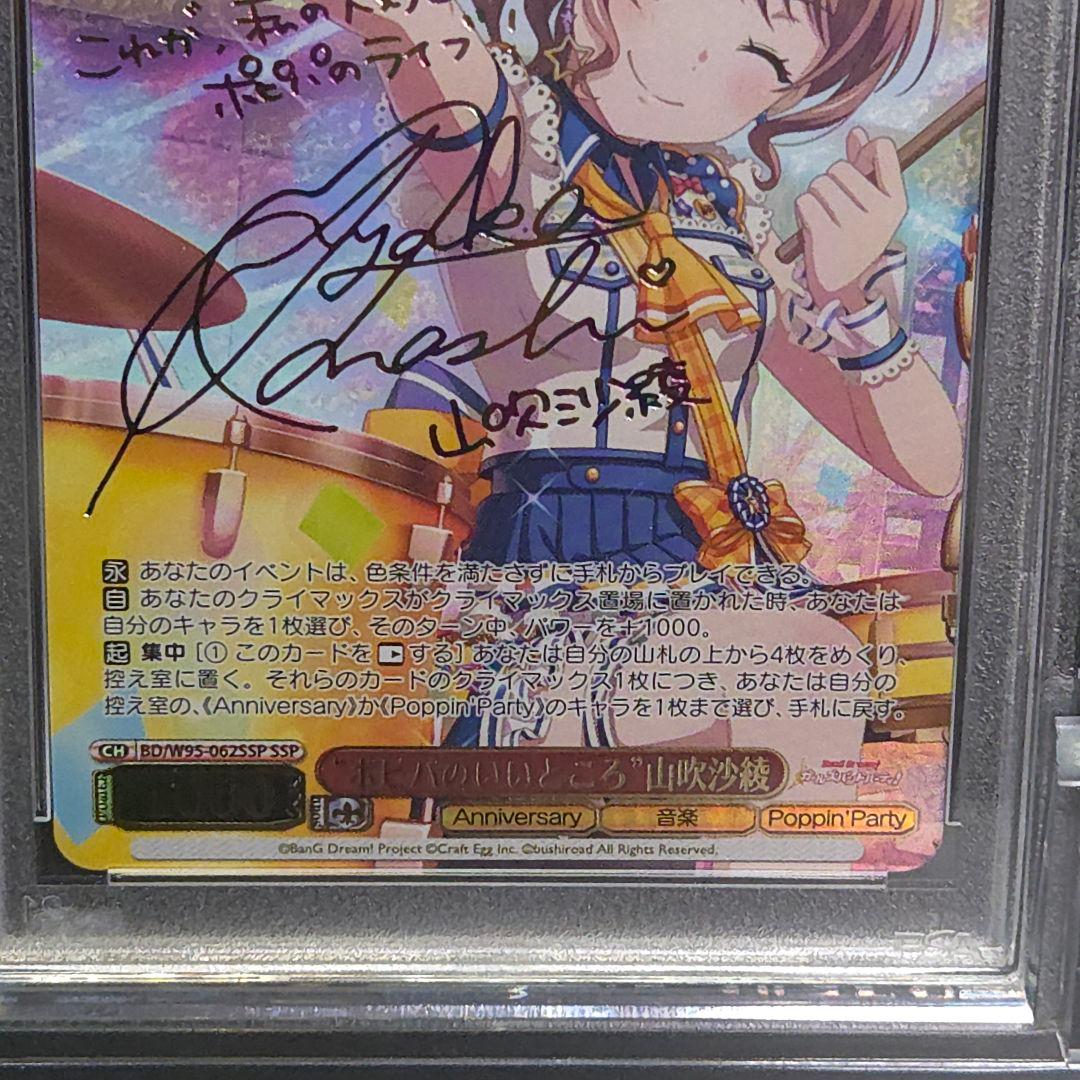 これが、私の
ポピパのライブ
Ayaka Ohashi
山吹沙綾
永 あなたのイベントは、色条件を満たさずに手札からプレイできる。
自 あなたのクライマックスがクライマックス置場に置かれた時、あなたは
自分のキャラを1枚選び、そのターン中、パワーを+1000。
起 集中 [① このカードを する] あなたは自分の山札の上から4枚をめくり、
控え室に置く。それらのカードのクライマックス1枚につき、あなたは自分の
控え室の、《Anniversary》か《Poppin'Party》のキャラを1枚まで選び、手札に戻す。
CH BD/W95-062SSP SSP
"ポピパのいいところ"山吹沙綾
Anniversary 音楽 Poppin'Party
©BanG Dream! Project ©Craft Egg Inc. ©bushiroad All Rights Reserved.